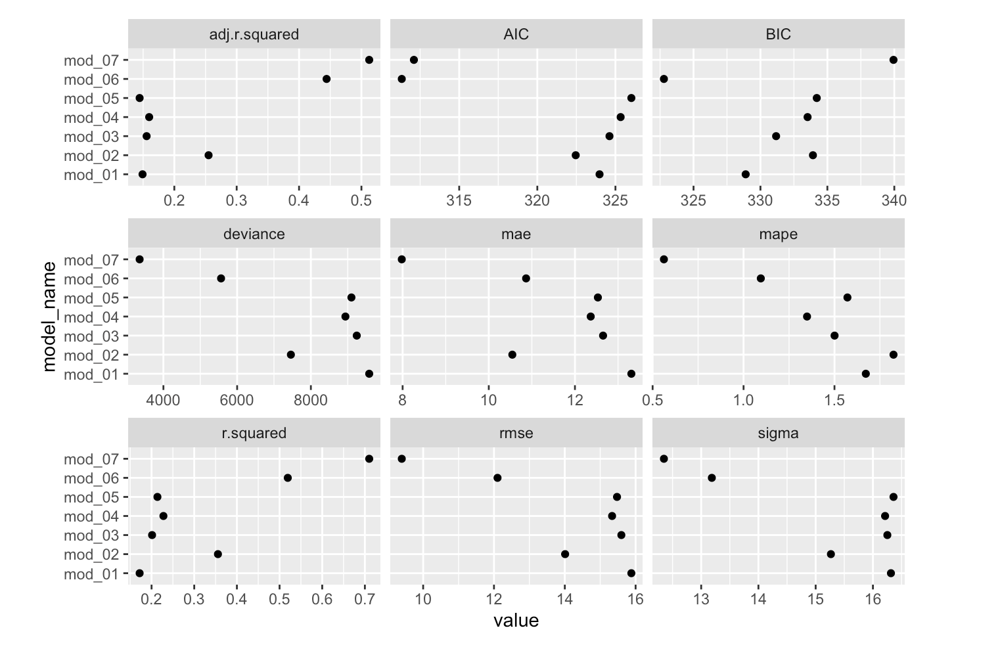 adj.r.squared AIC BIC
mod_07
mod_06
mod_05
mod_04
mod_03
mod_02
mod_01
0.2 0.3 0.4 0.5 315 320 325 325 330 335 340
deviance mae mape
mod_07
mod_06
mod_05
mod_04
mod_03
mod_02
mod_01
4000 6000 8000 8 10 12 0.5 1.0 1.5
model_name
r.squared rmse sigma
mod_07
mod_06
mod_05
mod_04
mod_03
mod_02
mod_01
0.2 0.3 0.4 0.5 0.6 0.7 10 12 14 16 13 14 15 16
value